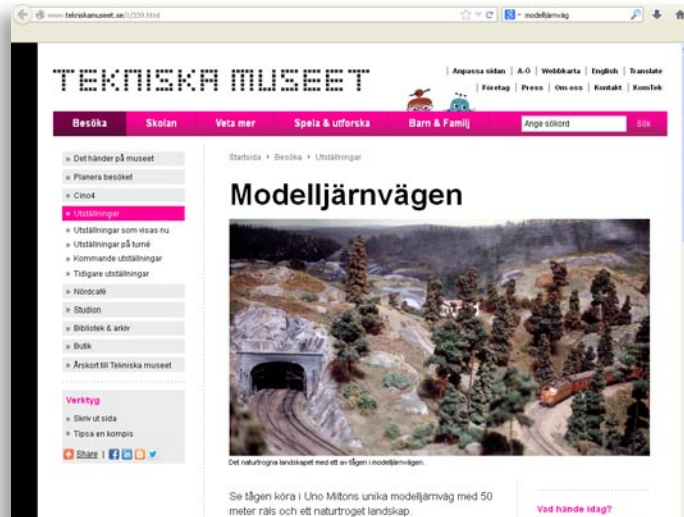 www.tekniskamuseet.se/1/339.html
modelljärnväg
TEKNISKA MUSEET
Anpassa sidan | A-Ö | Webbkarta | English | Translate
Företag | Press | Om oss | Kontakt | KomTek
Besöka Skolan Veta mer Spela & utforska Barn & Familj Ange sökord Sök
» Det händer på museet
» Planera besöket
» Cino4
» Utställningar
» Utställningar som visas nu
» Utställningar på turné
» Kommande utställningar
» Tidigare utställningar
» Nördcafé
» Studion
» Bibliotek & arkiv
» Butik
» Årskort till Tekniska museet
Verktyg
» Skriv ut sida
» Tipsa en kompis
Share |
Startsida › Besöka › Utställningar
Modelljärnvägen
Det naturtrogna landskapet med ett av tågen i modelljärnvägen.
Se tågen köra i Uno Miltons unika modelljärnväg med 50
meter räls och ett naturtroget landskap.
Vad hände idag?